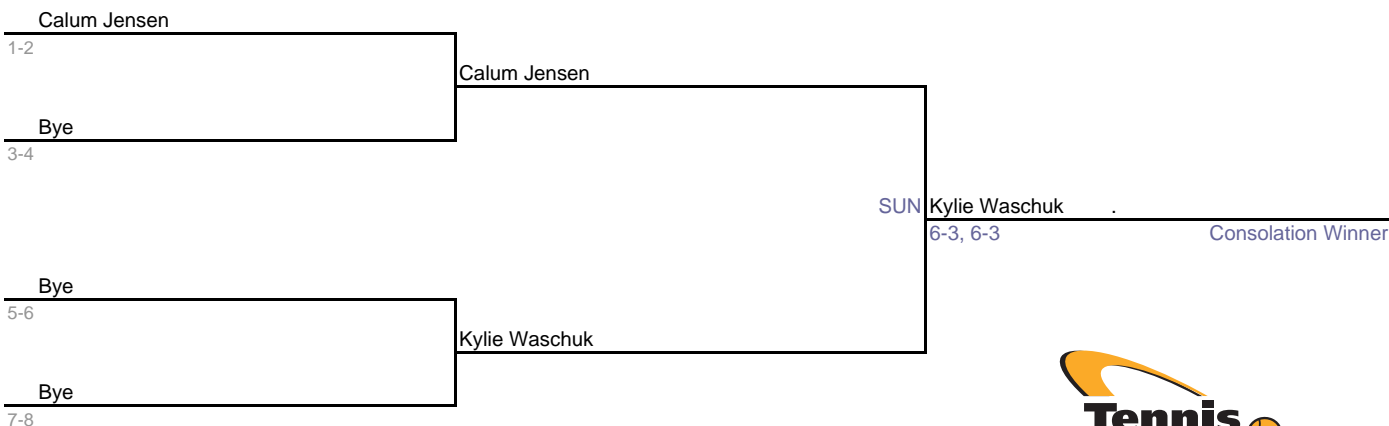 Calum Jensen
1-2
Calum Jensen
Bye
3-4
SUN Kylie Waschuk .
6-3, 6-3 Consolation Winner
Bye
5-6
Kylie Waschuk
Bye
7-8
Tennis